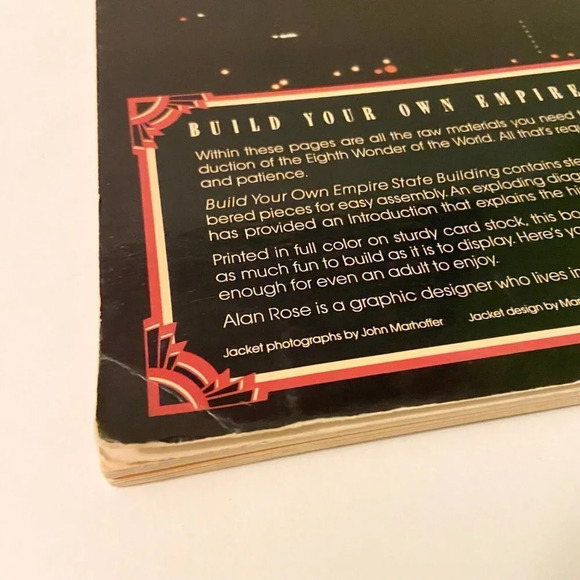 BUILD YOUR OWN EMPIRE
Within these pages are all the raw materials you need
duction of the Eighth Wonder of the World. All that's req
and patience.
Build Your Own Empire State Building contains ste
bered pieces for easy assembly. An exploding diag
has provided an Introduction that explains the hi
Printed in full color on sturdy card stock, this bo
as much fun to build as it is to display. Here's yo
enough for even an adult to enjoy.
Alan Rose is a graphic designer who lives in
Jacket photographs by John Marhoffer Jacket design by Ma